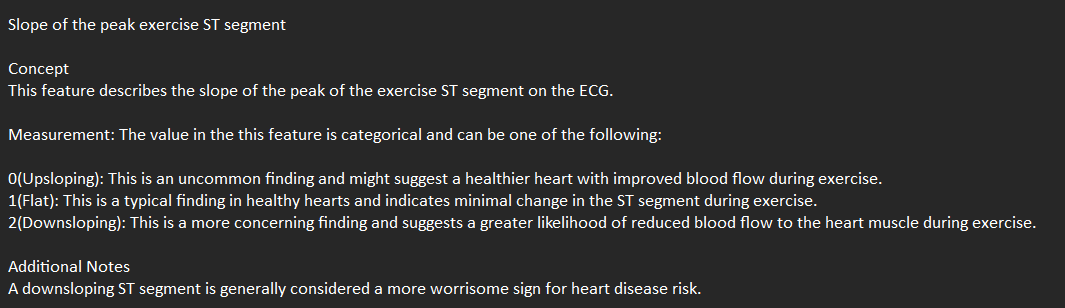 Slope of the peak exercise ST segment
Concept
This feature describes the slope of the peak of the exercise ST segment on the ECG.
Measurement: The value in the this feature is categorical and can be one of the following:
0(Upsloping): This is an uncommon finding and might suggest a healthier heart with improved blood flow during exercise.
1(Flat): This is a typical finding in healthy hearts and indicates minimal change in the ST segment during exercise.
2(Downsloping): This is a more concerning finding and suggests a greater likelihood of reduced blood flow to the heart muscle during exercise.
Additional Notes
A downsloping ST segment is generally considered a more worrisome sign for heart disease risk.